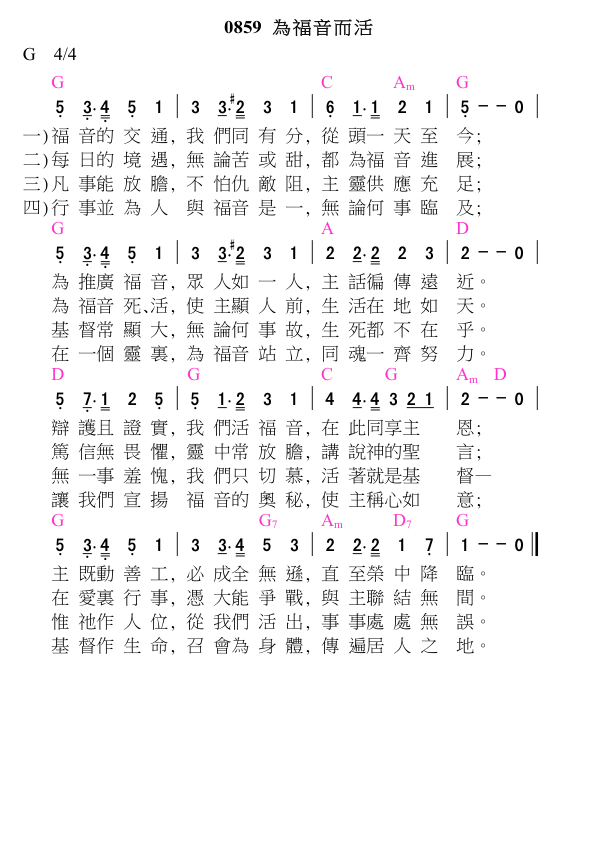 0859 為福音而活
G 4/4
G C Am G
5 3·4 5 1 | 3 3·#2 3 1 | 6 1·1 2 1 | 5 - - 0 |
一)福 音的 交 通, 我 們同 有 分, 從 頭一 天 至 今;
二)每 日的 境 遇, 無 論苦 或 甜, 都 為福 音 進 展;
三)凡 事能 放 膽, 不 怕仇 敵 阻, 主 靈供 應 充 足;
四)行 事並 為 人 與 福音 是 一, 無 論何 事 臨 及;
G A D
5 3·4 5 1 | 3 3·#2 3 1 | 2 2·2 2 3 | 2 - - 0 |
為 推廣 福 音, 眾 人如 一 人, 主 話徧 傳 遠 近。
為 福音 死、活, 使 主顯 人 前, 生 活在 地 如 天。
基 督常 顯 大, 無 論何 事 故, 生 死都 不 在 乎。
在 一個 靈 裏, 為 福音 站 立, 同 魂一 齊 努 力。
D G C G Am D
5 7·1 2 5 | 5 1·2 3 1 | 4 4·4 3 2 1 | 2 - - 0 |
辯 護且 證 實, 我 們活 福 音, 在 此同享主 恩;
篤 信無 畏 懼, 靈 中常 放 膽, 講 說神的聖 言;
無 一事 羞 愧, 我 們只 切 慕, 活 著就是基 督—
讓 我們 宣 揚 福 音的 奧 秘, 使 主稱心如 意;
G G7 Am D7 G
5 3·4 5 1 | 3 3·4 5 3 | 2 2·2 1 7 | 1 - - 0 ‖
主 既動 善 工, 必 成全 無 遜, 直 至榮 中 降 臨。
在 愛裏 行 事, 憑 大能 爭 戰, 與 主聯 結 無 間。
惟 祂作 人 位, 從 我們 活 出, 事 事處 處 無 誤。
基 督作 生 命, 召 會為 身 體, 傳 遍居 人 之 地。